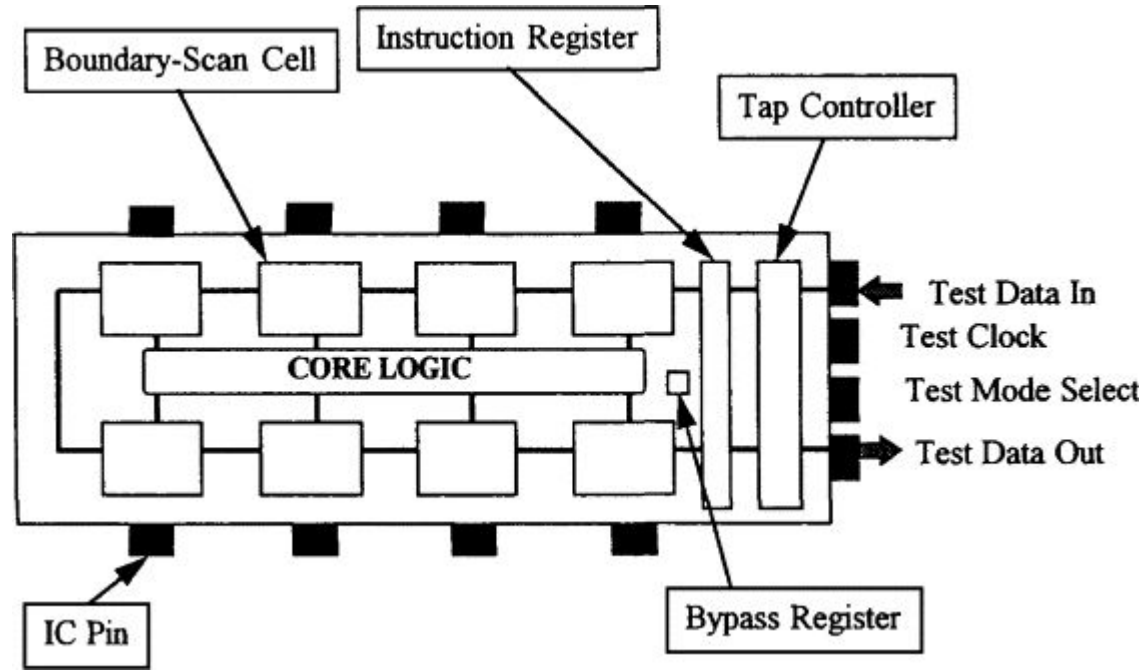 Instruction Register
Boundary-Scan Cell
Tap Controller
Test Data In
Test Clock
CORE LOGIC
Test Mode Select
Test Data Out
Bypass Register
IC Pin